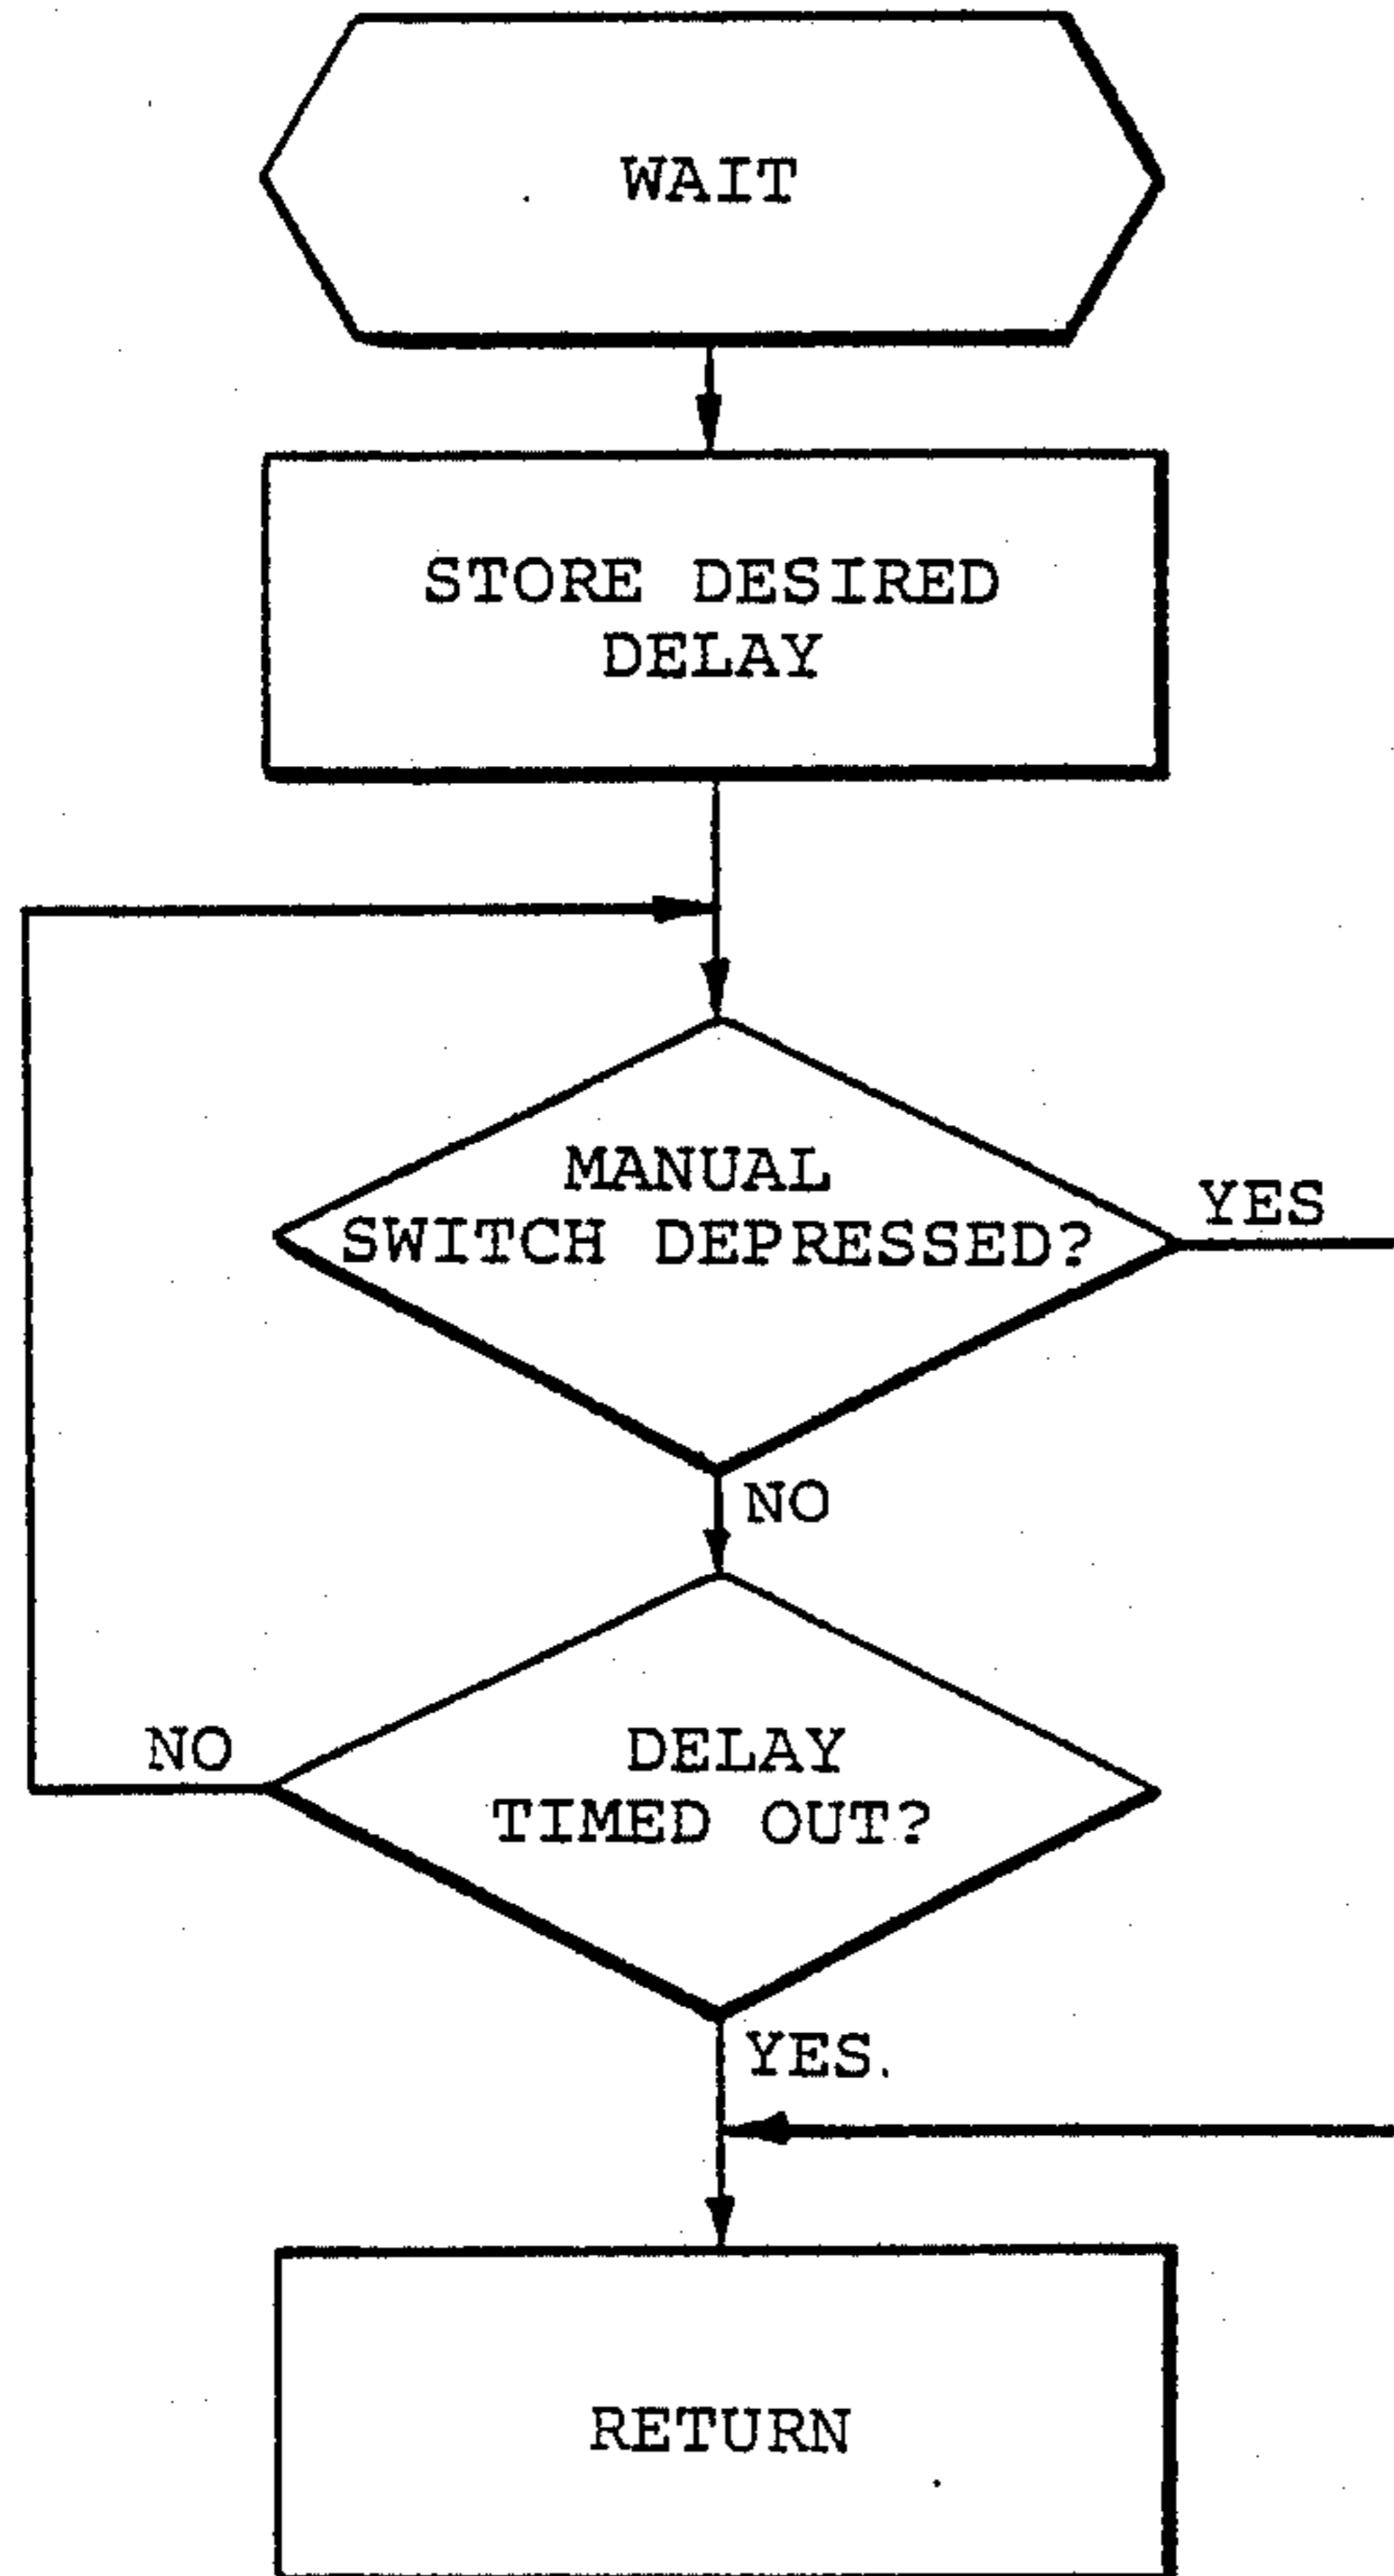 WAIT
STORE DESIRED
DELAY
MANUAL
SWITCH DEPRESSED?
YES
NO
DELAY
TIMED OUT?
NO
YES.
RETURN